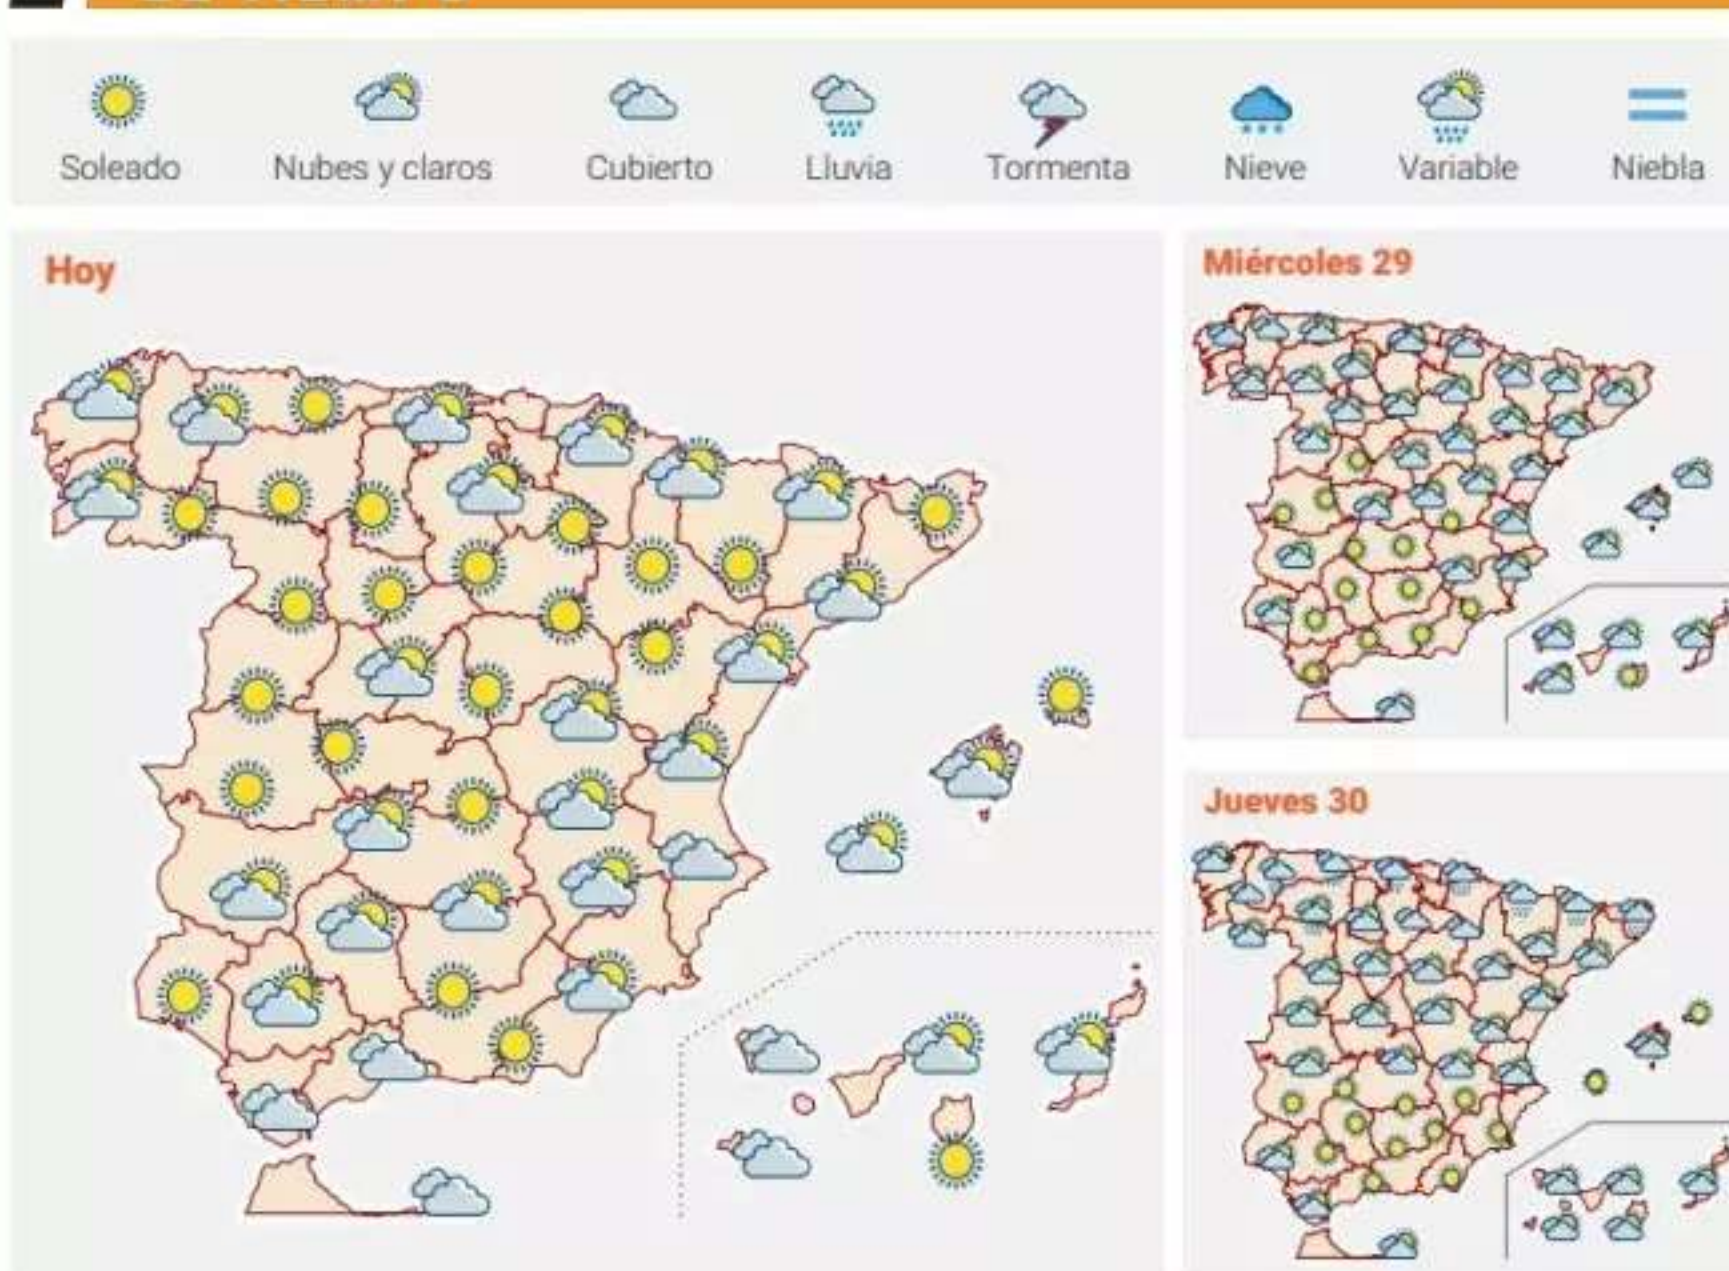 Soleado
Nubes y claros
Cubierto
Lluvia
Tormenta
Nieve
Variable
Niebla
Hoy
Miércoles 29
Jueves 30